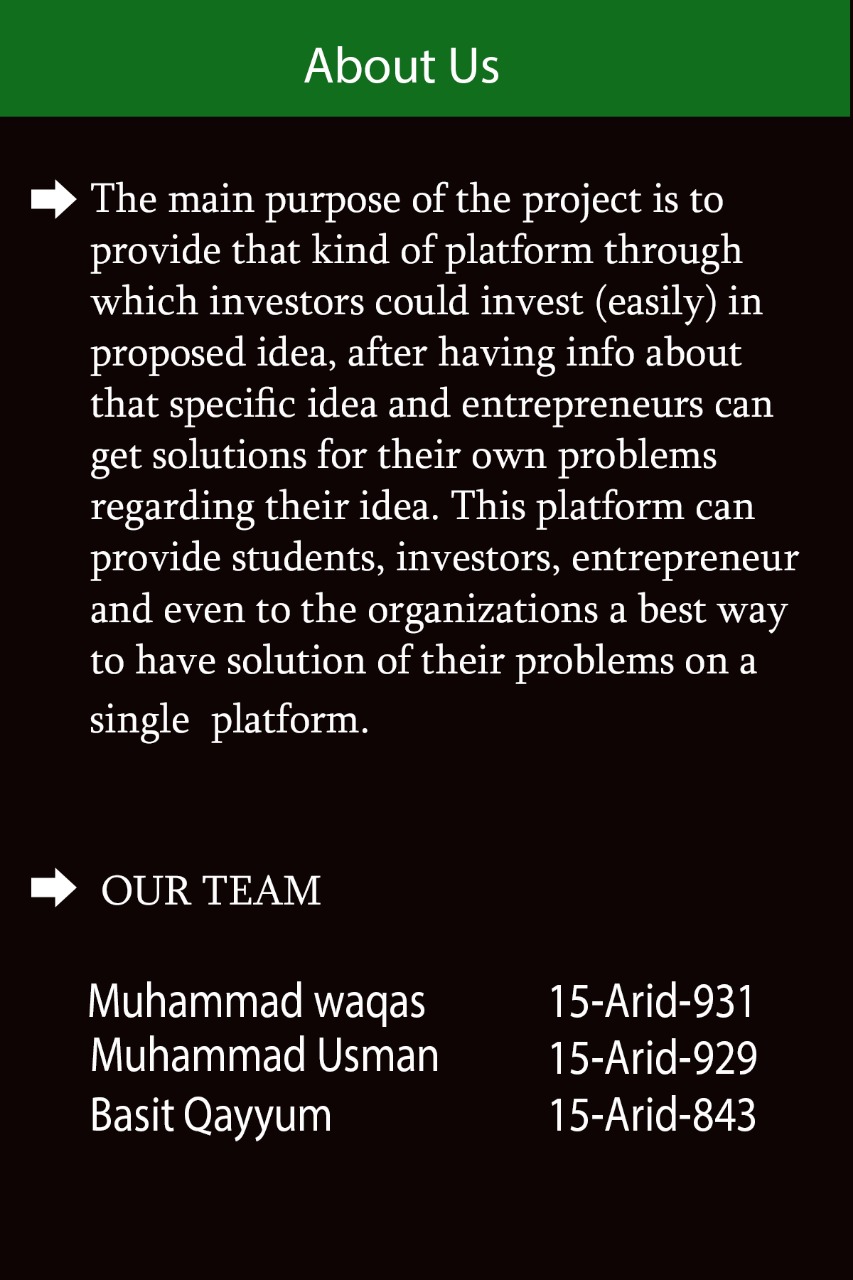 About Us
The main purpose of the project is to
provide that kind of platform through
which investors could invest (easily) in
proposed idea, after having info about
that specific idea and entrepreneurs can
get solutions for their own problems
regarding their idea. This platform can
provide students, investors, entrepreneur
and even to the organizations a best way
to have solution of their problems on a
single platform.
OUR TEAM
Muhammad waqas 15-Arid-931
Muhammad Usman 15-Arid-929
Basit Qayyum 15-Arid-843